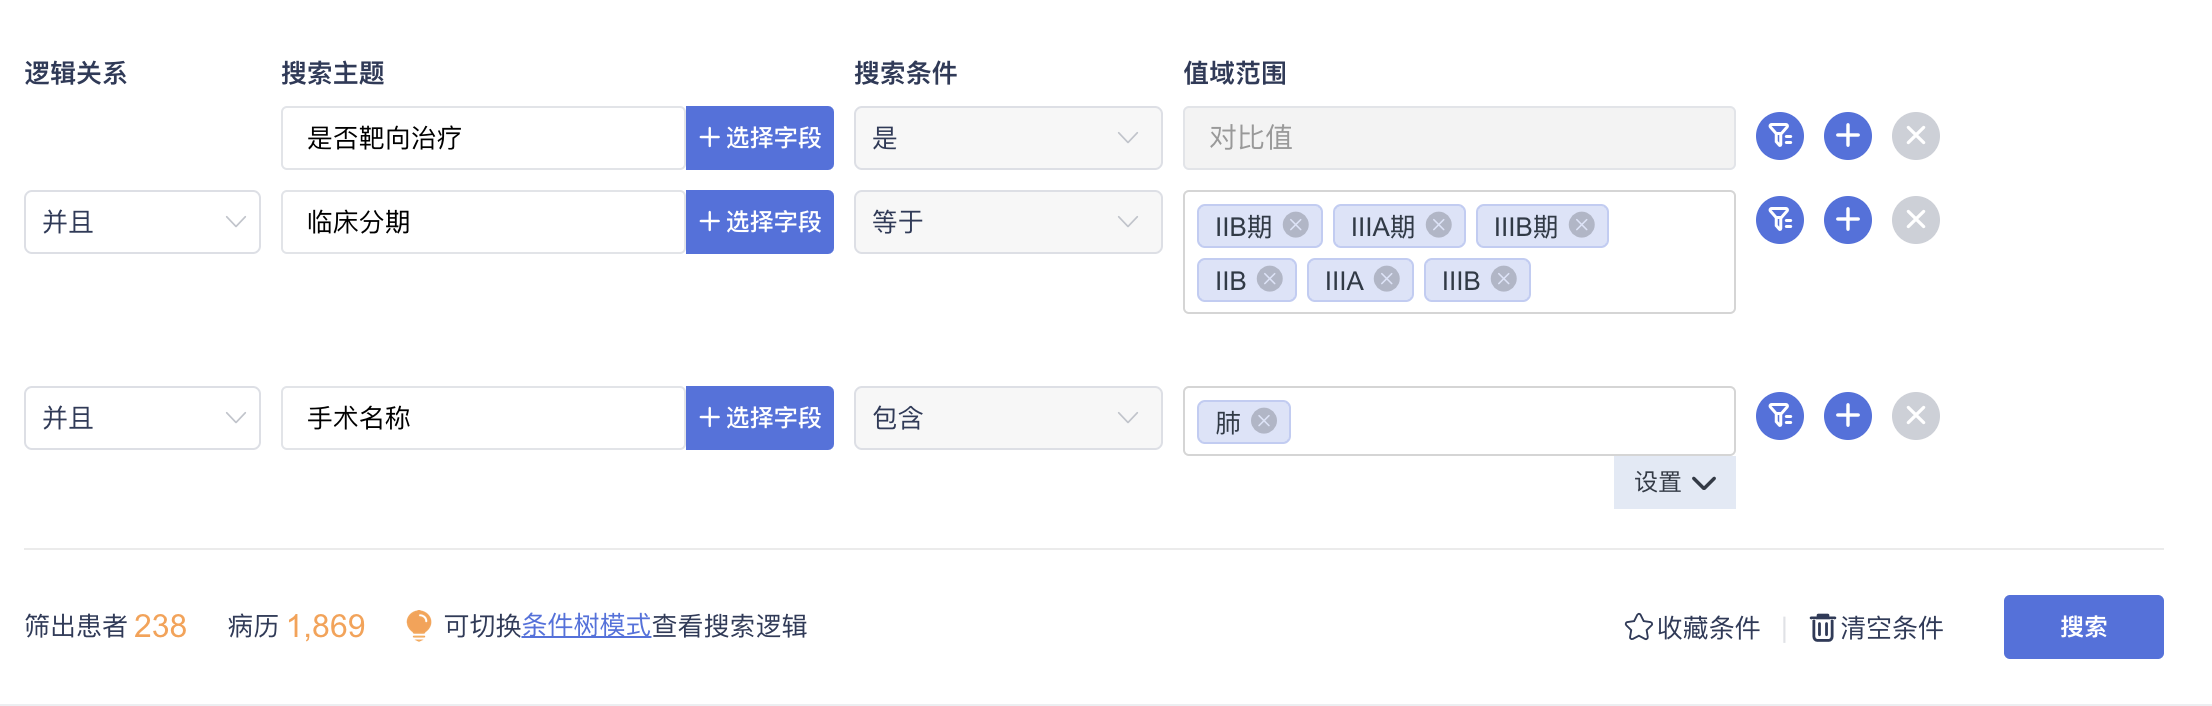 逻辑关系 搜索主题 搜索条件 值域范围
是否靶向治疗 + 选择字段 是 对比值
并且 临床分期 + 选择字段 等于 IIB期 IIIA期 IIIB期
IIB IIIA IIIB
并且 手术名称 + 选择字段 包含 肺
设置
筛出患者 238 病历 1,869 可切换条件树模式查看搜索逻辑 收藏条件 清空条件 搜索